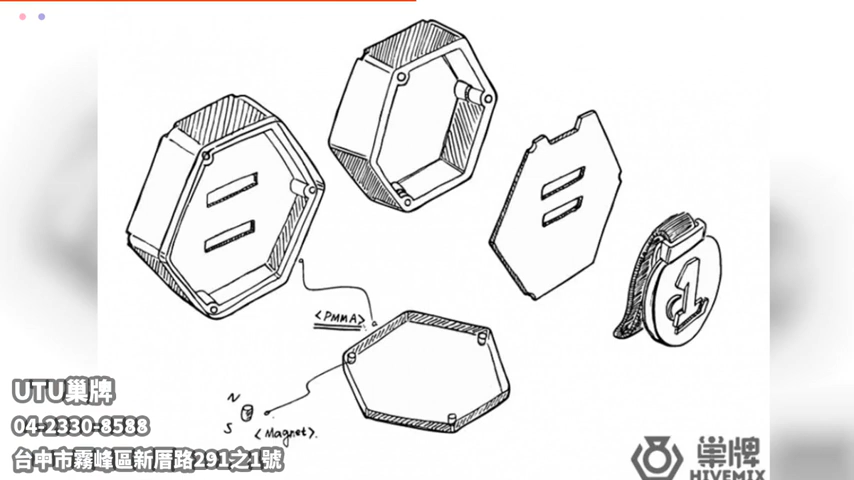 <PMMA>
N
S
<Magnet>.
1
UTU巢牌
04-2330-8588
台中市霧峰區新厝路291之1號
巢牌
HIVEMIX